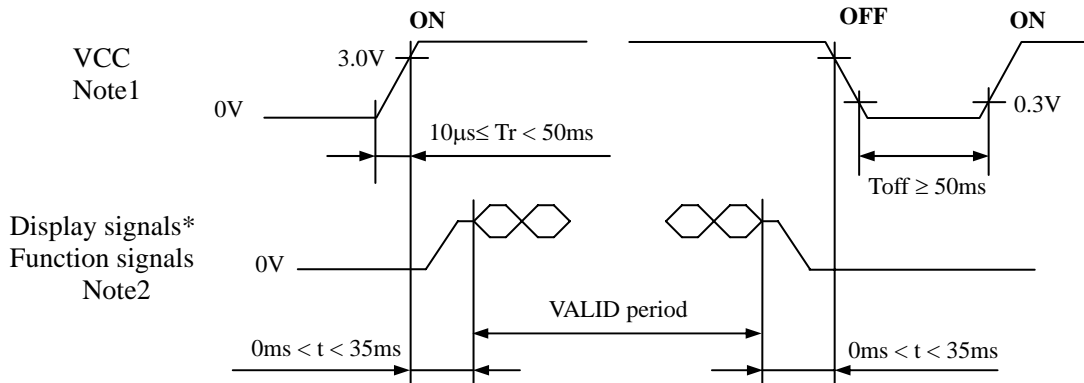 ON OFF ON
VCC
Note1
3.0V
0V
0.3V
10μs≤ Tr < 50ms
Toff ≥ 50ms
Display signals*
Function signals
Note2
0V
VALID period
0ms < t < 35ms
0ms < t < 35ms